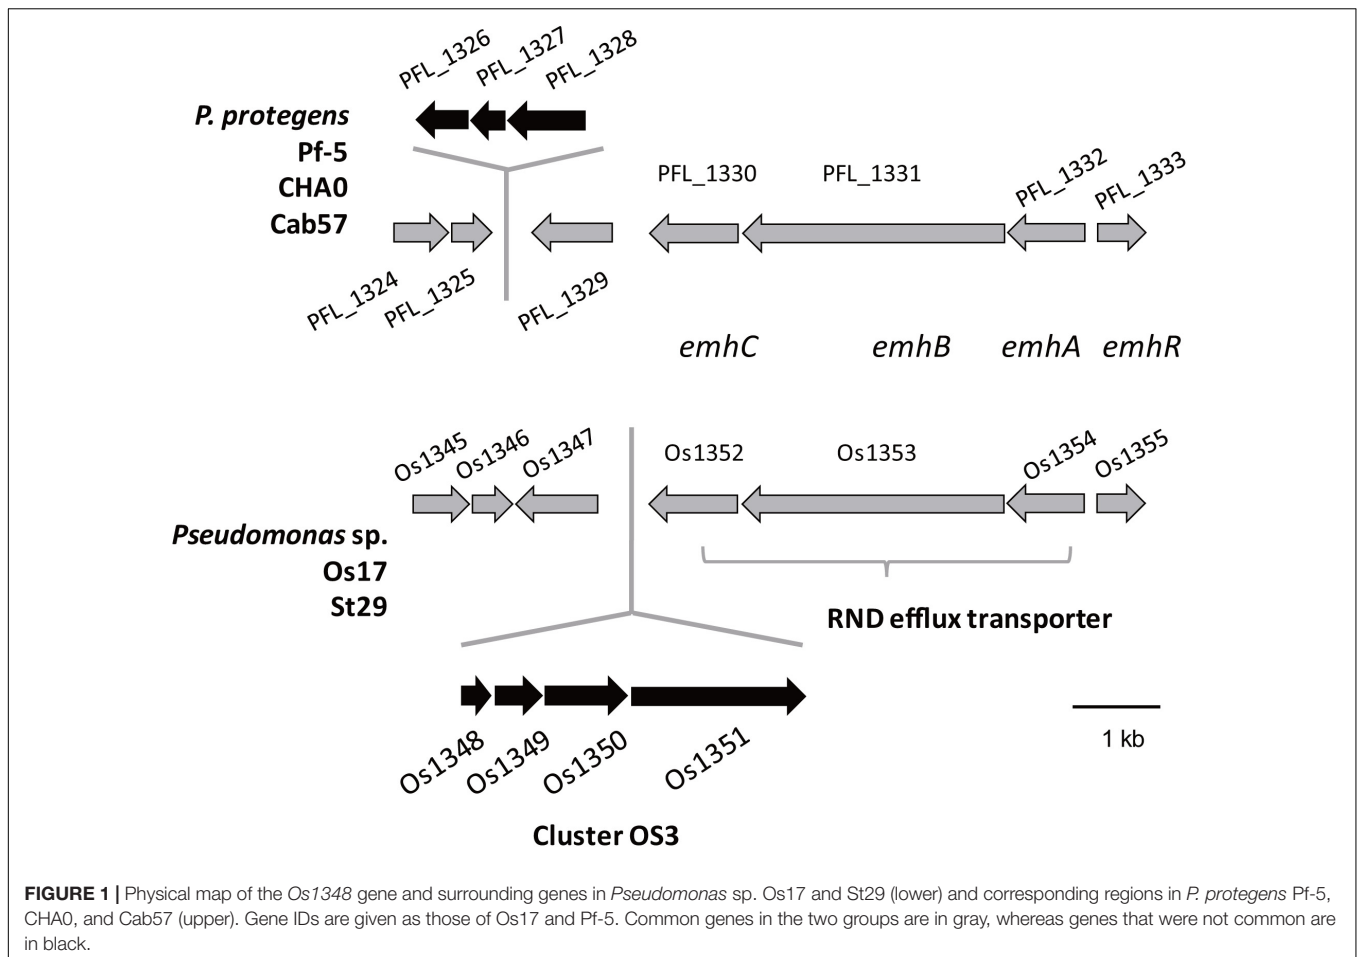 PFL_1326 PFL_1327 PFL_1328
P. protegens
Pf-5
CHA0
Cab57
PFL_1330 PFL_1331 PFL_1332 PFL_1333
PFL_1324 PFL_1325 PFL_1329
emhC emhB emhA emhR
Os1345 Os1346 Os1347 Os1352 Os1353 Os1354 Os1355
Pseudomonas sp.
Os17
St29
RND efflux transporter
Os1348 Os1349 Os1350 Os1351
1 kb
Cluster OS3
FIGURE 1 | Physical map of the Os1348 gene and surrounding genes in Pseudomonas sp. Os17 and St29 (lower) and corresponding regions in P. protegens Pf-5,
CHA0, and Cab57 (upper). Gene IDs are given as those of Os17 and Pf-5. Common genes in the two groups are in gray, whereas genes that were not common are
in black.